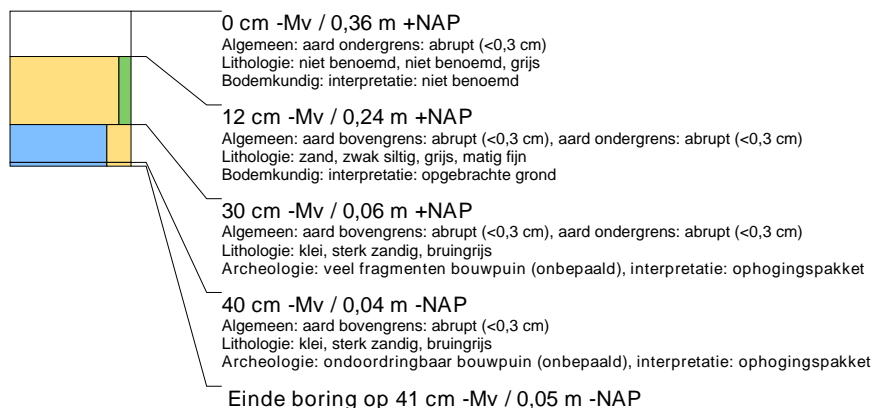 0 cm -Mv / 0,36 m +NAP
Algemeen: aard ondergrens: abrupt (<0,3 cm)
Lithologie: niet benoemd, niet benoemd, grijs
Bodemkundig: interpretatie: niet benoemd
12 cm -Mv / 0,24 m +NAP
Algemeen: aard bovengrens: abrupt (<0,3 cm), aard ondergrens: abrupt (<0,3 cm)
Lithologie: zand, zwak siltig, grijs, matig fijn
Bodemkundig: interpretatie: opgebrachte grond
30 cm -Mv / 0,06 m +NAP
Algemeen: aard bovengrens: abrupt (<0,3 cm), aard ondergrens: abrupt (<0,3 cm)
Lithologie: klei, sterk zandig, bruingrijs
Archeologie: veel fragmenten bouwpuin (onbepaald), interpretatie: ophogingspakket
40 cm -Mv / 0,04 m -NAP
Algemeen: aard bovengrens: abrupt (<0,3 cm)
Lithologie: klei, sterk zandig, bruingrijs
Archeologie: ondoordringbaar bouwpuin (onbepaald), interpretatie: ophogingspakket
Einde boring op 41 cm -Mv / 0,05 m -NAP